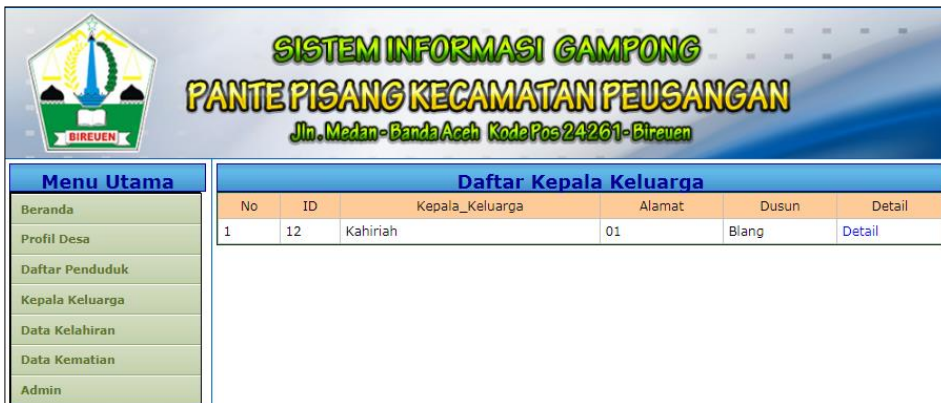 SISTEM INFORMASI GAMPONG
PANTE PISANG KECAMATAN PEUSANGAN
Jln. Medan - Banda Aceh Kode Pos 24261 - Bireuen
BIREUEN
Menu Utama
Beranda
Profil Desa
Daftar Penduduk
Kepala Keluarga
Data Kelahiran
Data Kematian
Admin
Daftar Kepala Keluarga
No ID Kepala_Keluarga Alamat Dusun Detail
1 12 Kahiriah 01 Blang Detail